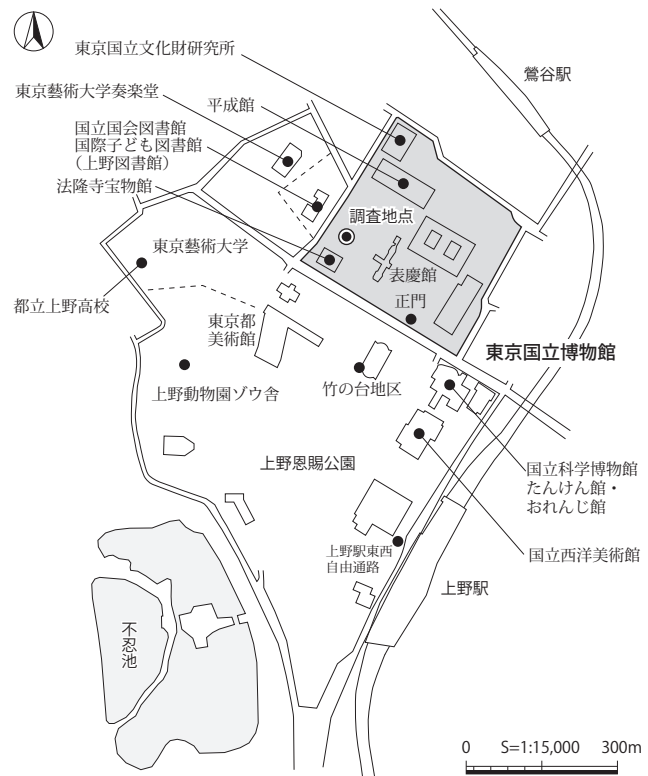 東京国立文化財研究所
鶯谷駅
東京藝術大学奏楽堂
平成館
国立国会図書館
国際子ども図書館
(上野図書館)
法隆寺宝物館
調査地点
東京藝術大学
表慶館
正門
都立上野高校
東京都
美術館
東京国立博物館
上野動物園ゾウ舎
竹の台地区
上野恩賜公園
国立科学博物館
たんけん館・
おれんじ館
上野駅東西
自由通路
国立西洋美術館
上野駅
不忍池
0 S=1:15,000 300m